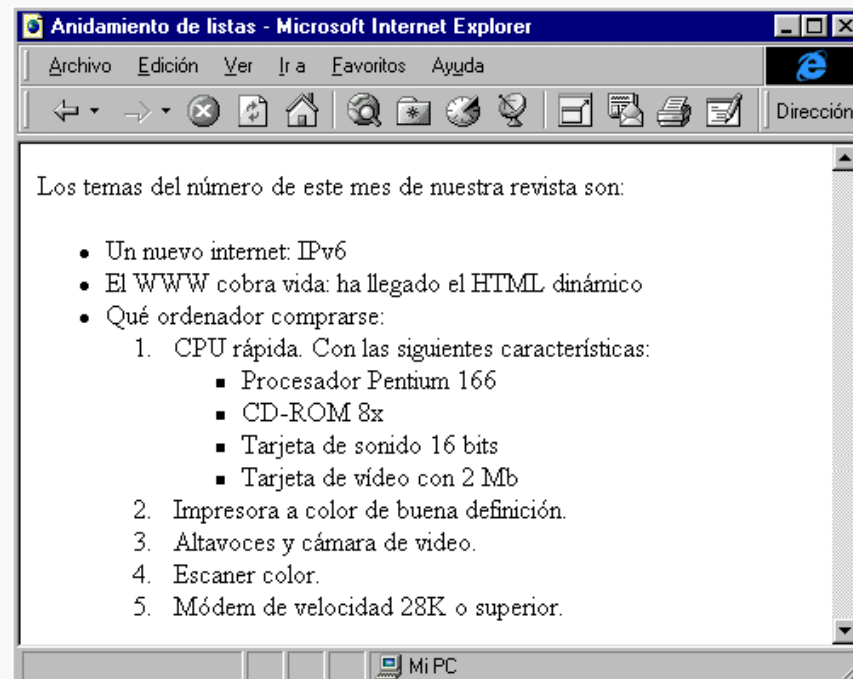 Anidamiento de listas - Microsoft Internet Explorer
Archivo Edición Ver Ir a Favoritos Ayuda
Dirección
Los temas del número de este mes de nuestra revista son:
• Un nuevo internet: IPv6
• El WWW cobra vida: ha llegado el HTML dinámico
• Qué ordenador comprarse:
1. CPU rápida. Con las siguientes características:
▪ Procesador Pentium 166
▪ CD-ROM 8x
▪ Tarjeta de sonido 16 bits
▪ Tarjeta de vídeo con 2 Mb
2. Impresora a color de buena definición.
3. Altavoces y cámara de video.
4. Escaner color.
5. Módem de velocidad 28K o superior.
Mi PC